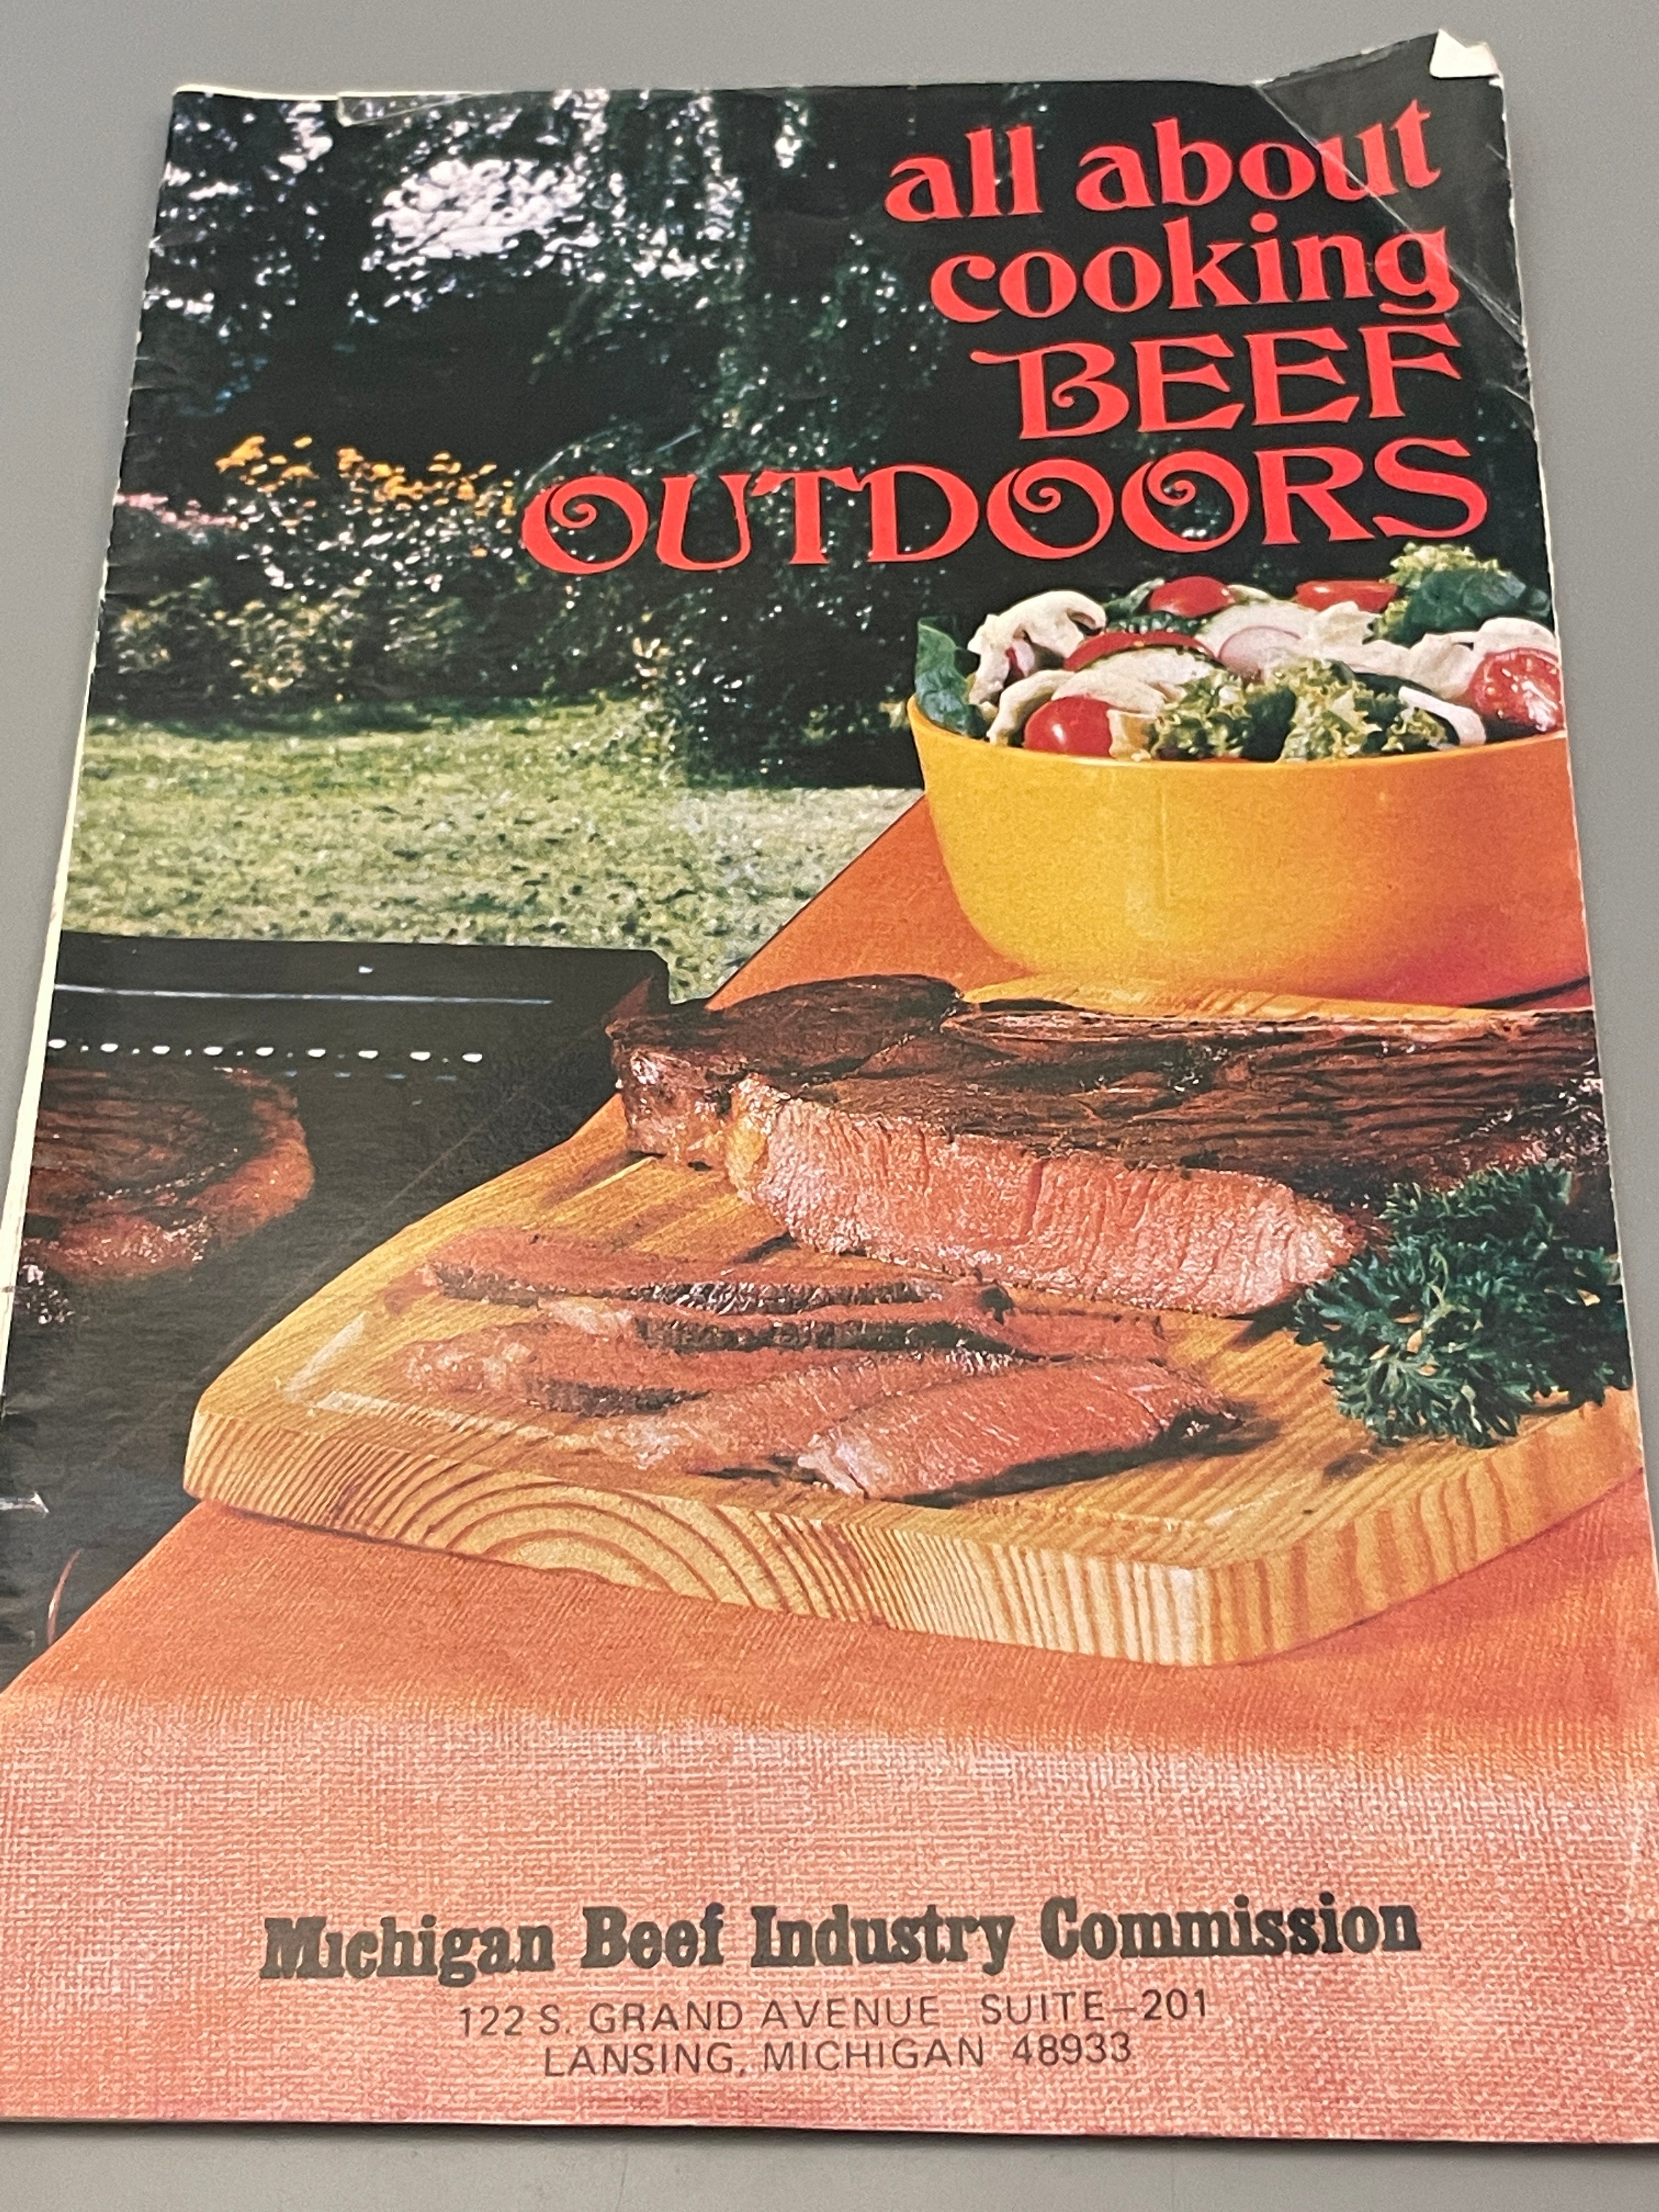 all about
cooking
BEEF
OUTDOORS
Michigan Beef Industry Commission
122 S. GRAND AVENUE SUITE-201
LANSING, MICHIGAN 48933